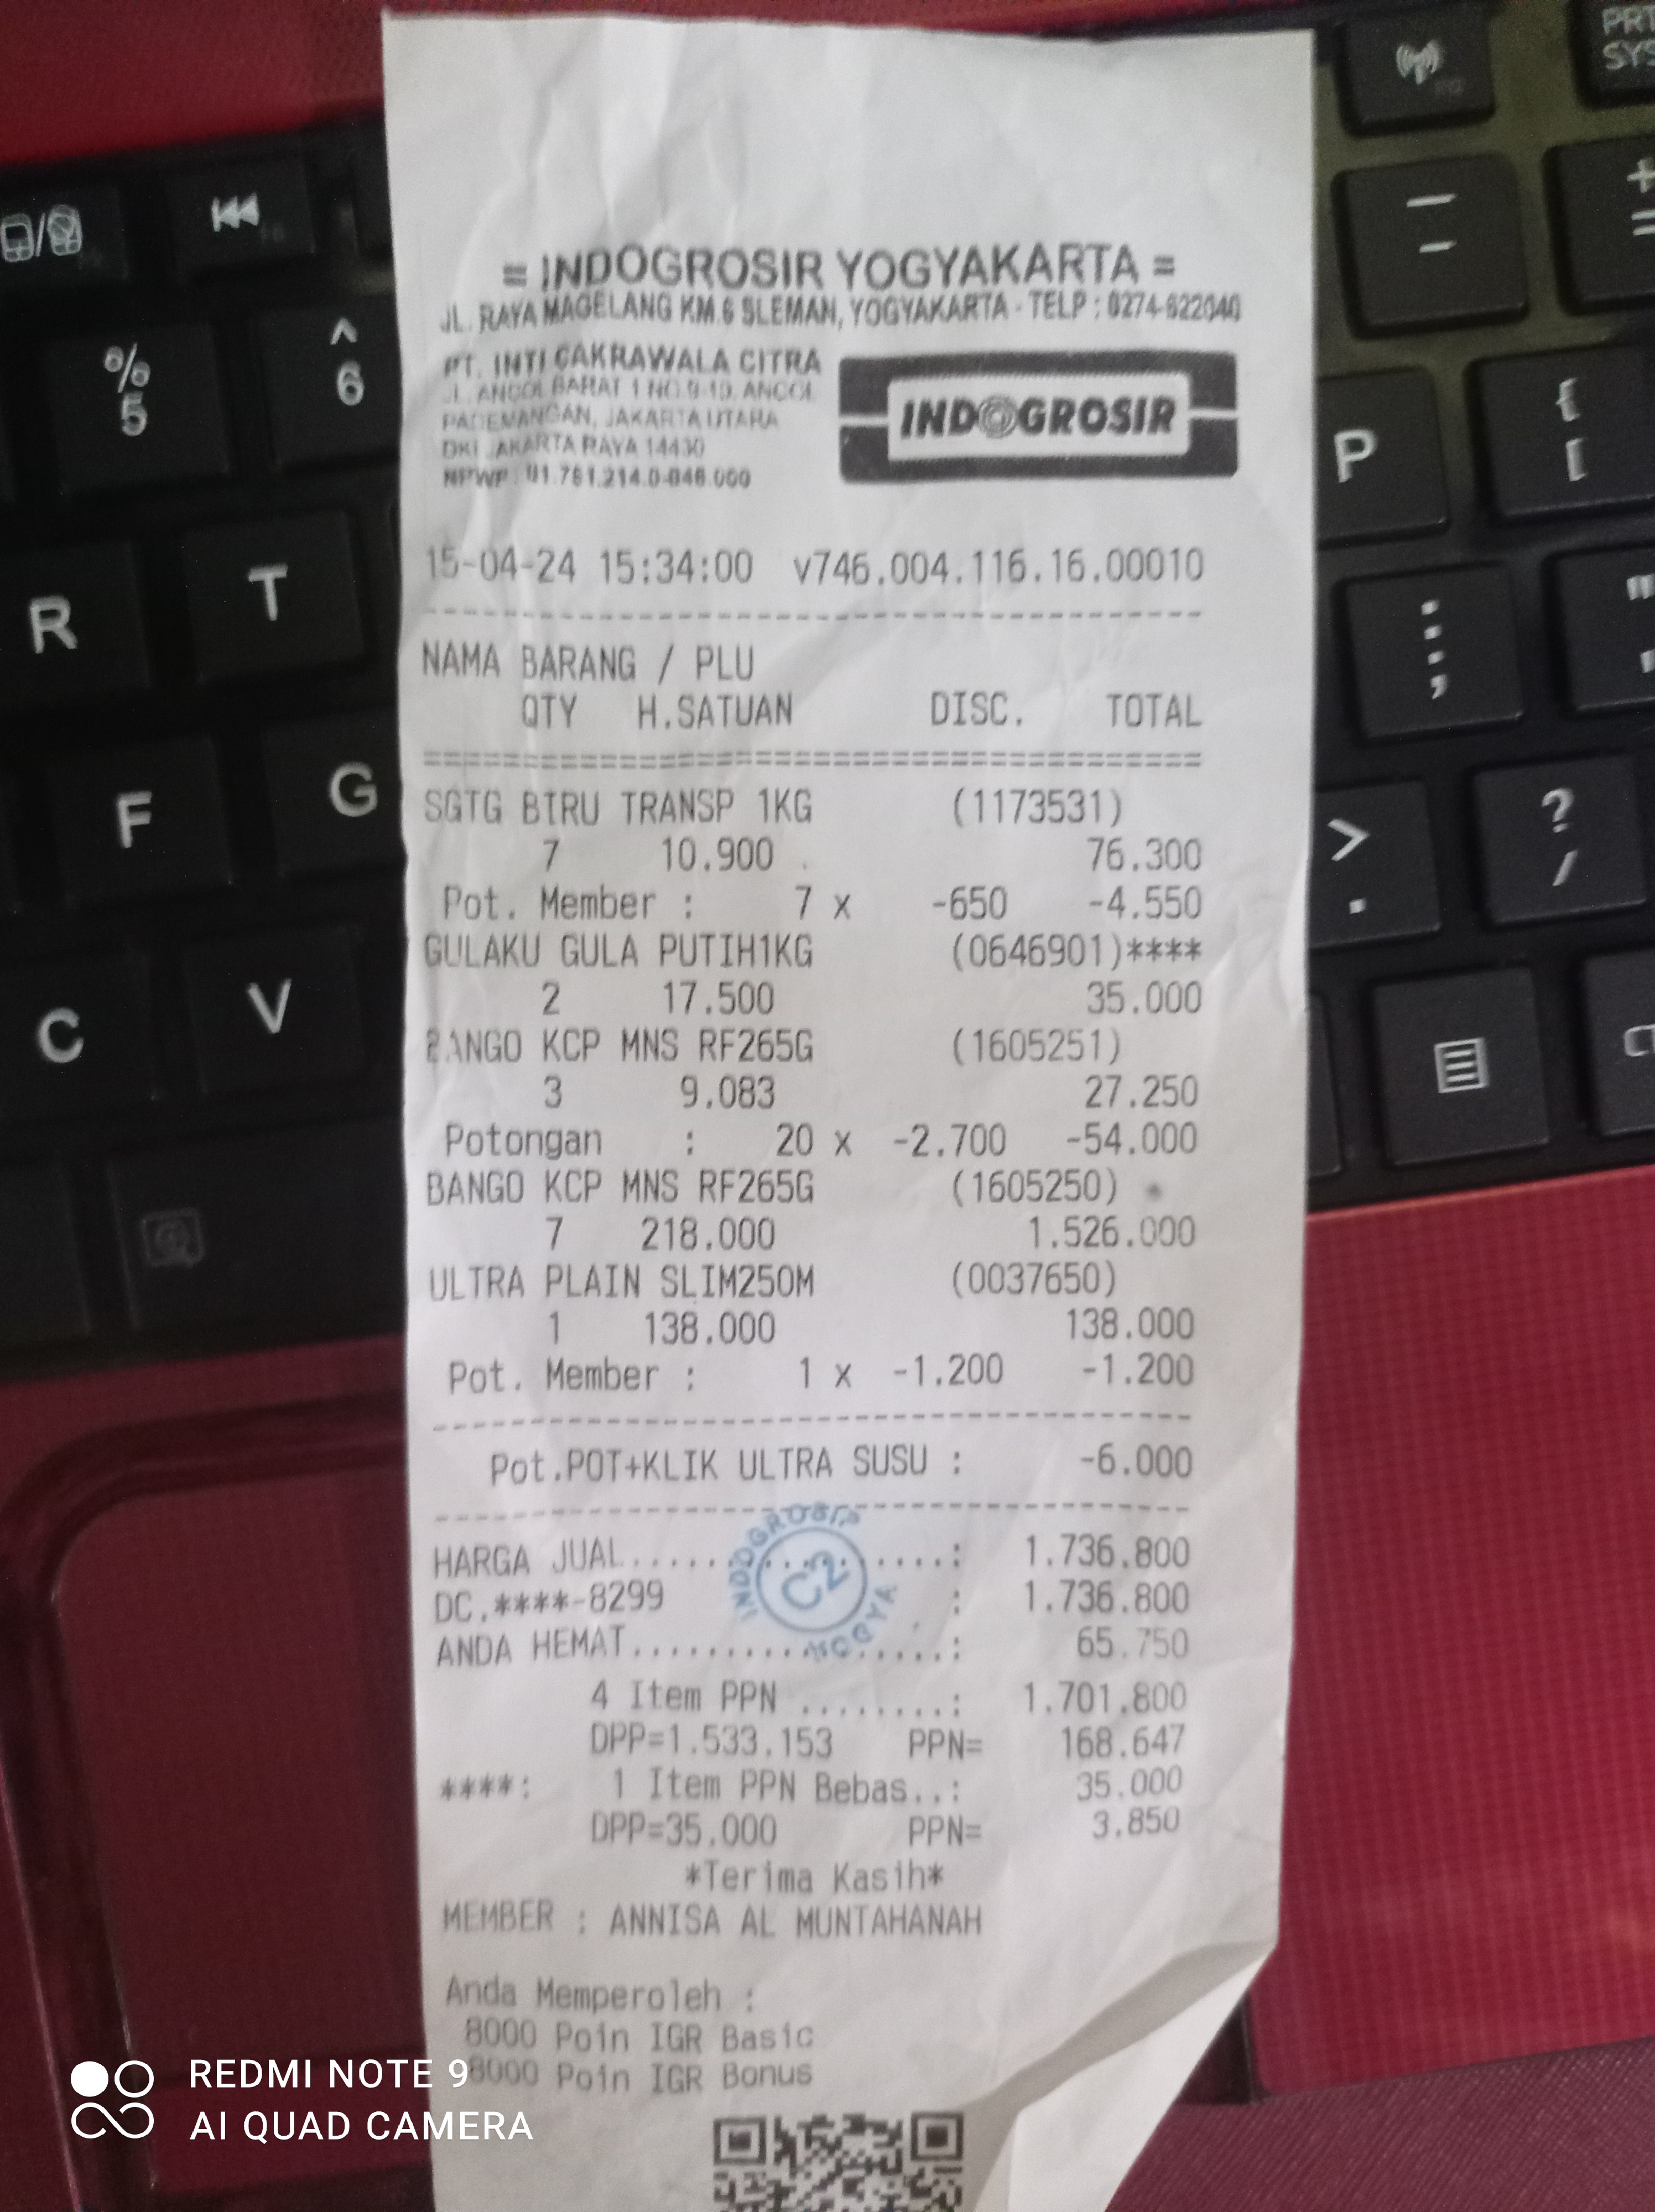 = INDOGROSIR YOGYAKARTA =
JL. RAYA MAGELANG KM.6 SLEMAN, YOGYAKARTA - TELP : 0274-622040
PT. INTI CAKRAWALA CITRA
JL. ANCOL BARAT 1 NO.9-10, ANCOL
PADEMANGAN, JAKARTA UTARA
DKI JAKARTA RAYA 14430
NPWP : 01.781.214.0-046.000
INDOGROSIR
15-04-24 15:34:00 v746.004.116.16.00010
NAMA BARANG / PLU
QTY H.SATUAN DISC. TOTAL
SGTG BIRU TRANSP 1KG (1173531)
7 10.900 76.300
Pot. Member : 7 x -650 -4.550
GULAKU GULA PUTIH1KG (0646901)****
2 17.500 35.000
BANGO KCP MNS RF265G (1605251)
3 9.083 27.250
Potongan : 20 x -2.700 -54.000
BANGO KCP MNS RF265G (1605250)
7 218.000 1.526.000
ULTRA PLAIN SLIM250M (0037650)
1 138.000 138.000
Pot. Member : 1 x -1.200 -1.200
Pot.POT+KLIK ULTRA SUSU : -6.000
HARGA JUAL..................: 1.736.800
DC.****-8299 : 1.736.800
ANDA HEMAT..................: 65.750
INDOGROSIR C2 YOGYA
4 Item PPN ........: 1.701.800
DPP=1.533.153 PPN= 168.647
****: 1 Item PPN Bebas..: 35.000
DPP=35.000 PPN= 3.850
*Terima Kasih*
MEMBER : ANNISA AL MUNTAHANAH
Anda Memperoleh :
8000 Poin IGR Basic
8000 Poin IGR Bonus
REDMI NOTE 9
AI QUAD CAMERA
PRT
SYS
%
5
^
6
R
T
F
G
C
V
P
{
[
>
.
?
/